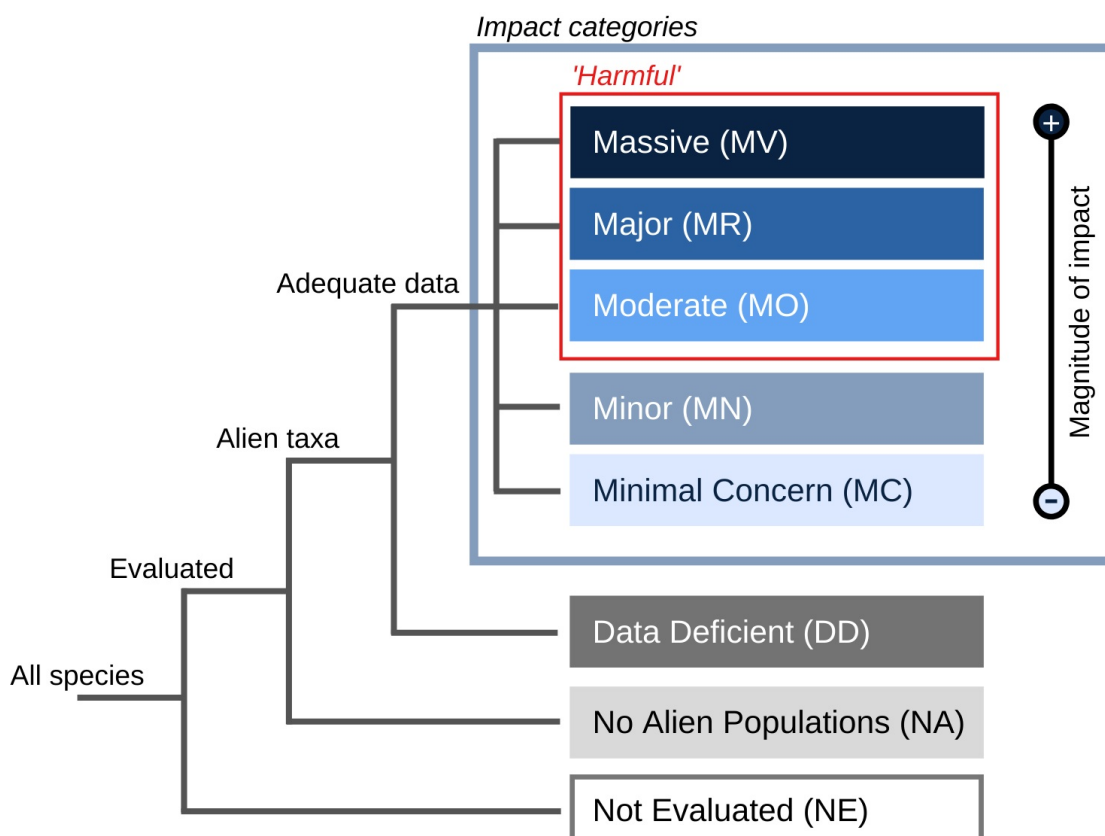 Impact categories
'Harmful'
Massive (MV)
+
Major (MR)
Adequate data
Moderate (MO)
Magnitude of impact
Minor (MN)
Alien taxa
Minimal Concern (MC)
-
Evaluated
Data Deficient (DD)
All species
No Alien Populations (NA)
Not Evaluated (NE)